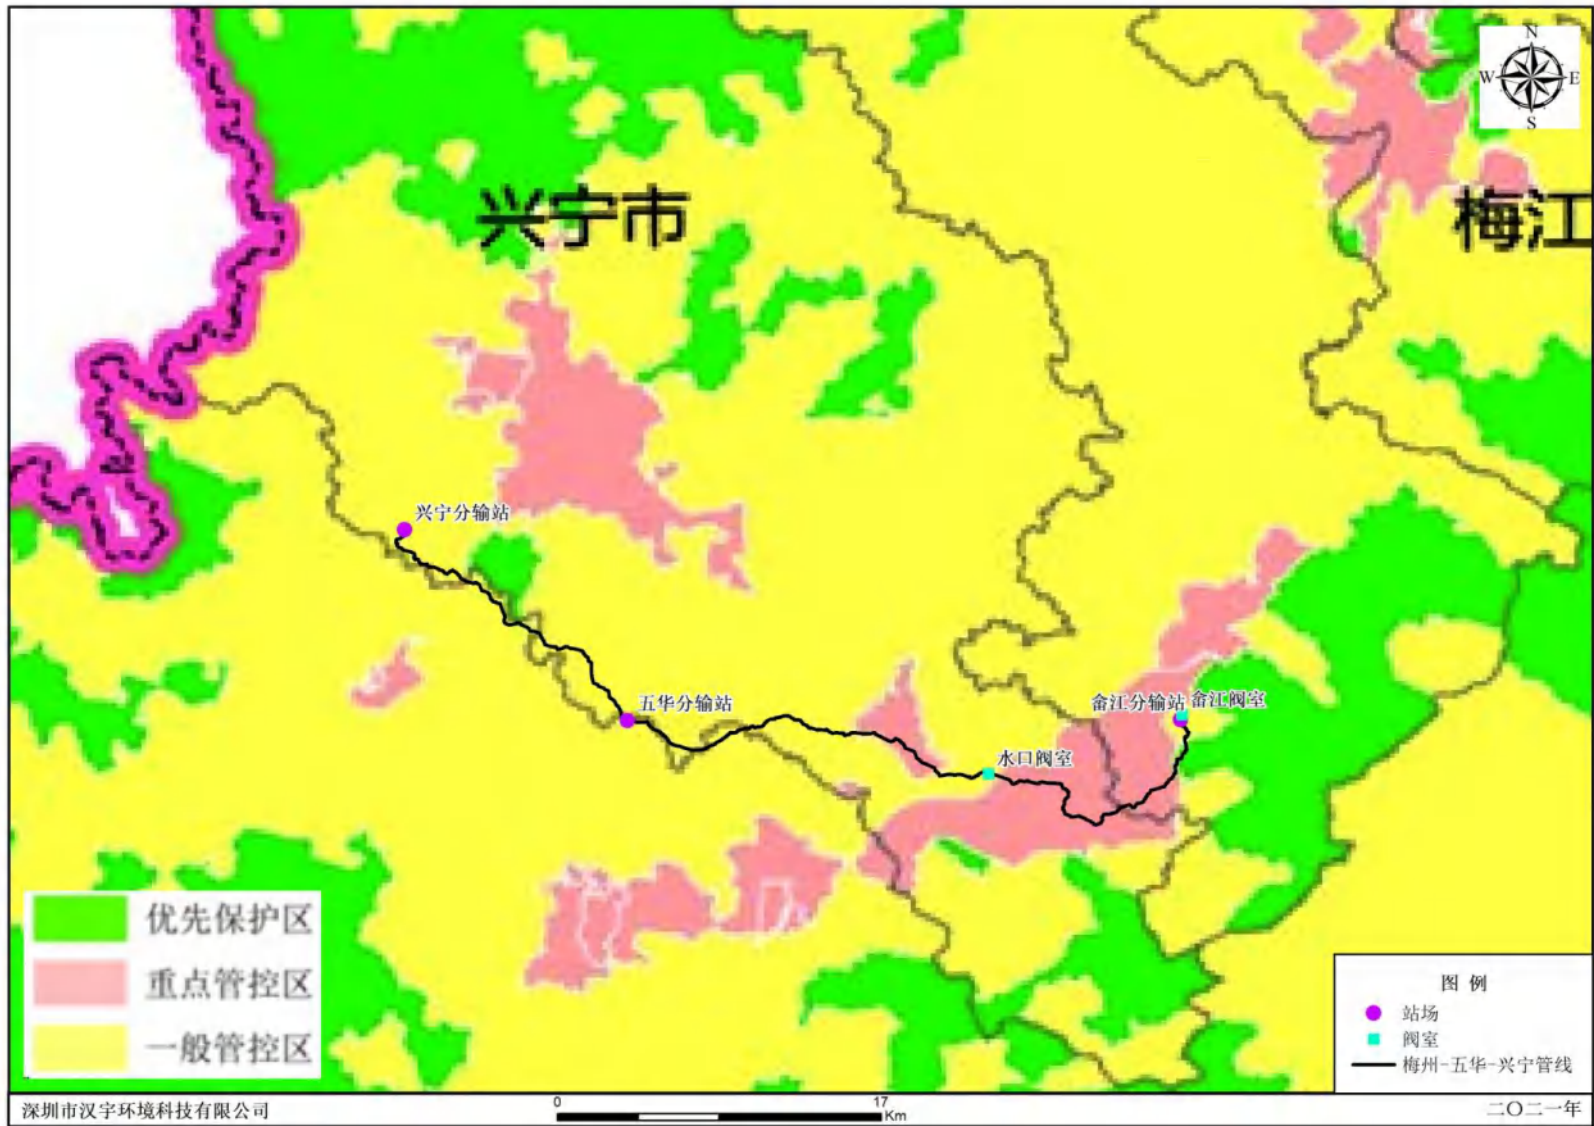 N
W E
S
兴宁市
梅江
兴宁分输站
五华分输站
畲江分输站
畲江阀室
水口阀室
优先保护区
重点管控区
一般管控区
图 例
站场
阀室
梅州-五华-兴宁管线
深圳市汉宇环境科技有限公司
0 17
Km
二〇二一年